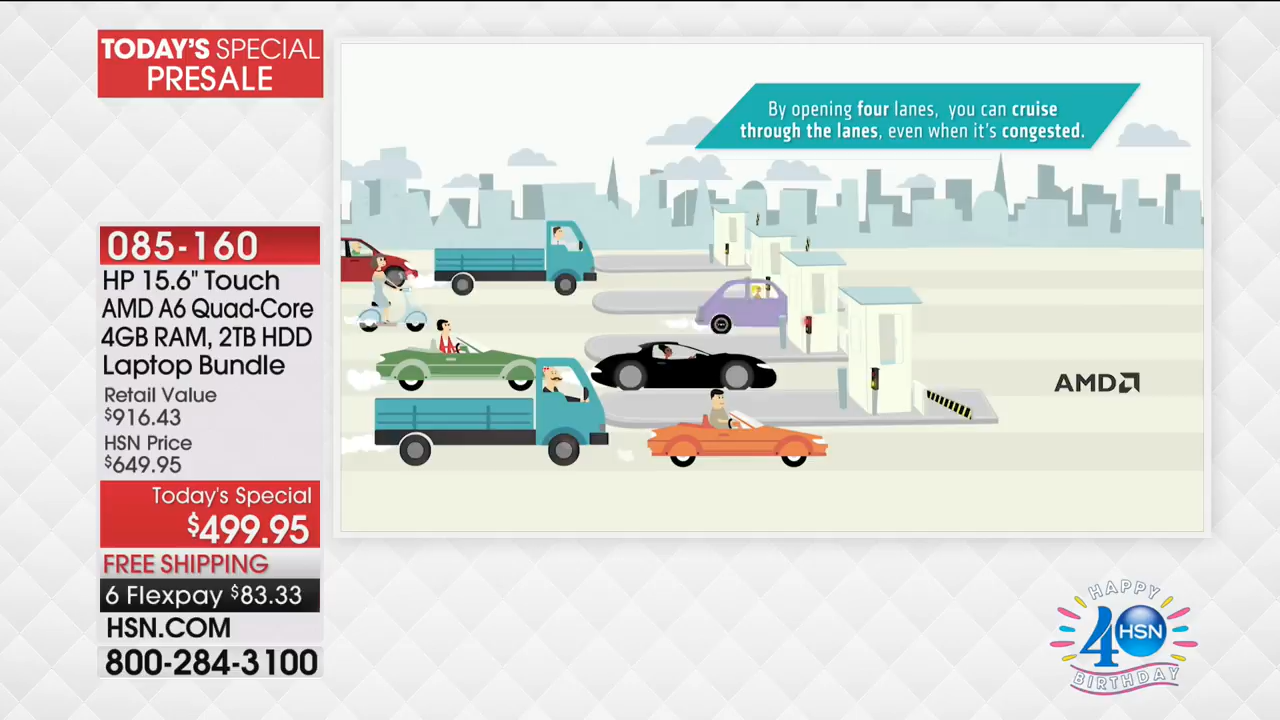 TODAY'S SPECIAL
PRESALE
085-160
HP 15.6" Touch
AMD A6 Quad-Core
4GB RAM, 2TB HDD
Laptop Bundle
Retail Value
$916.43
HSN Price
$649.95
Today's Special
$499.95
FREE SHIPPING
6 Flexpay $83.33
HSN.COM
800-284-3100
By opening four lanes, you can cruise
through the lanes, even when it's congested.
AMD
HAPPY
40 HSN
BIRTHDAY